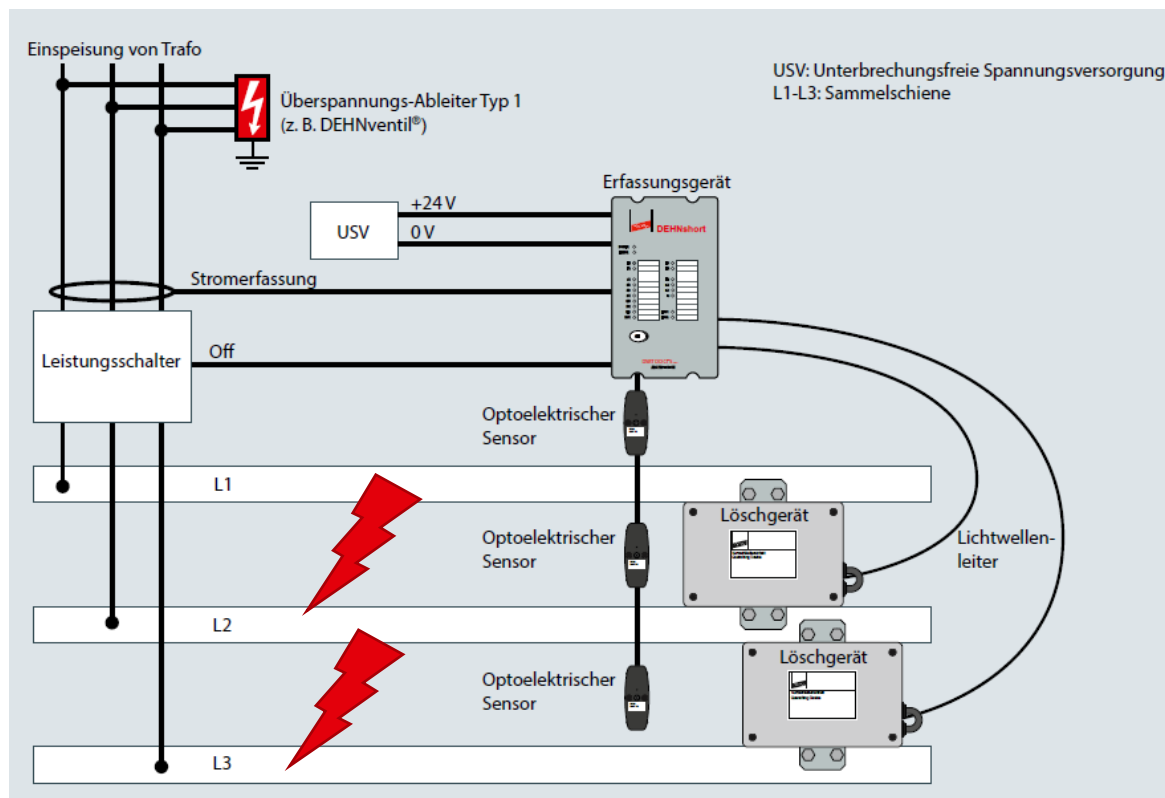 Einspeisung von Trafo
USV: Unterbrechungsfreie Spannungsversorgung
L1-L3: Sammelschiene
Überspannungs-Ableiter Typ 1
(z. B. DEHNventil®)
Erfassungsgerät
+24 V
USV
0 V
DEHNshort
Stromerfassung
Leistungsschalter
Off
Optoelektrischer
Sensor
L1
Löschgerät
Optoelektrischer
Sensor
Lichtwellen-
leiter
L2
Löschgerät
Optoelektrischer
Sensor
L3